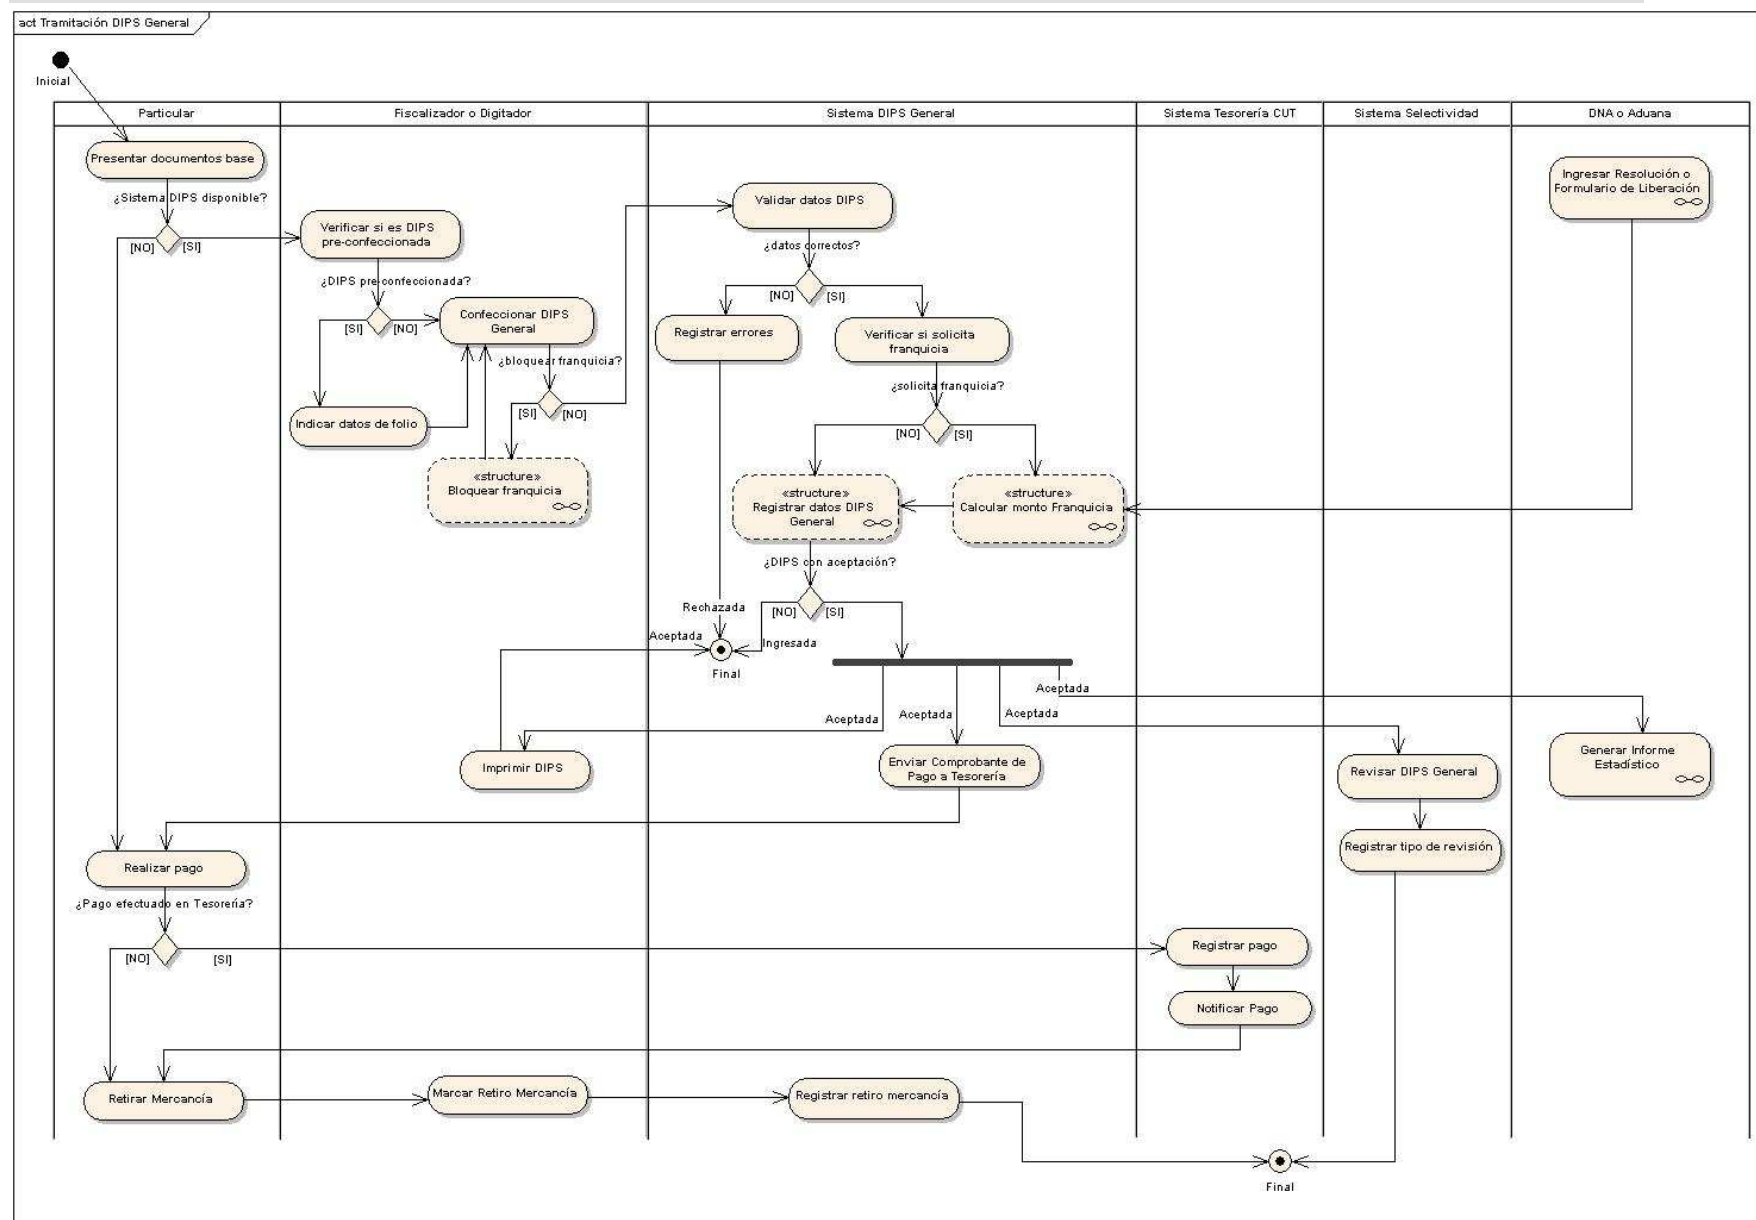 act Tramitación DIPS General
Inicial
Particular
Fiscalizador o Digitador
Sistema DIPS General
Sistema Tesorería CUT
Sistema Selectividad
DNA o Aduana
Presentar documentos base
¿Sistema DIPS disponible?
[NO]
[SI]
Verificar si es DIPS
pre-confeccionada
¿DIPS pre-confeccionada?
[SI]
[NO]
Confeccionar DIPS
General
¿bloquear franquicia?
[SI]
[NO]
Indicar datos de folio
«structure»
Bloquear franquicia
Validar datos DIPS
¿datos correctos?
[NO]
[SI]
Registrar errores
Verificar si solicita
franquicia
¿solicita franquicia?
[NO]
[SI]
«structure»
Registrar datos DIPS
General
«structure»
Calcular monto Franquicia
Ingresar Resolución o
Formulario de Liberación
¿DIPS con aceptación?
[NO]
[SI]
Rechazada
Aceptada
Ingresada
Final
Aceptada
Aceptada
Aceptada
Aceptada
Imprimir DIPS
Enviar Comprobante de
Pago a Tesorería
Revisar DIPS General
Generar Informe
Estadístico
Registrar tipo de revisión
Realizar pago
¿Pago efectuado en Tesorería?
[NO]
[SI]
Registrar pago
Notificar Pago
Retirar Mercancía
Marcar Retiro Mercancía
Registrar retiro mercancía
Final